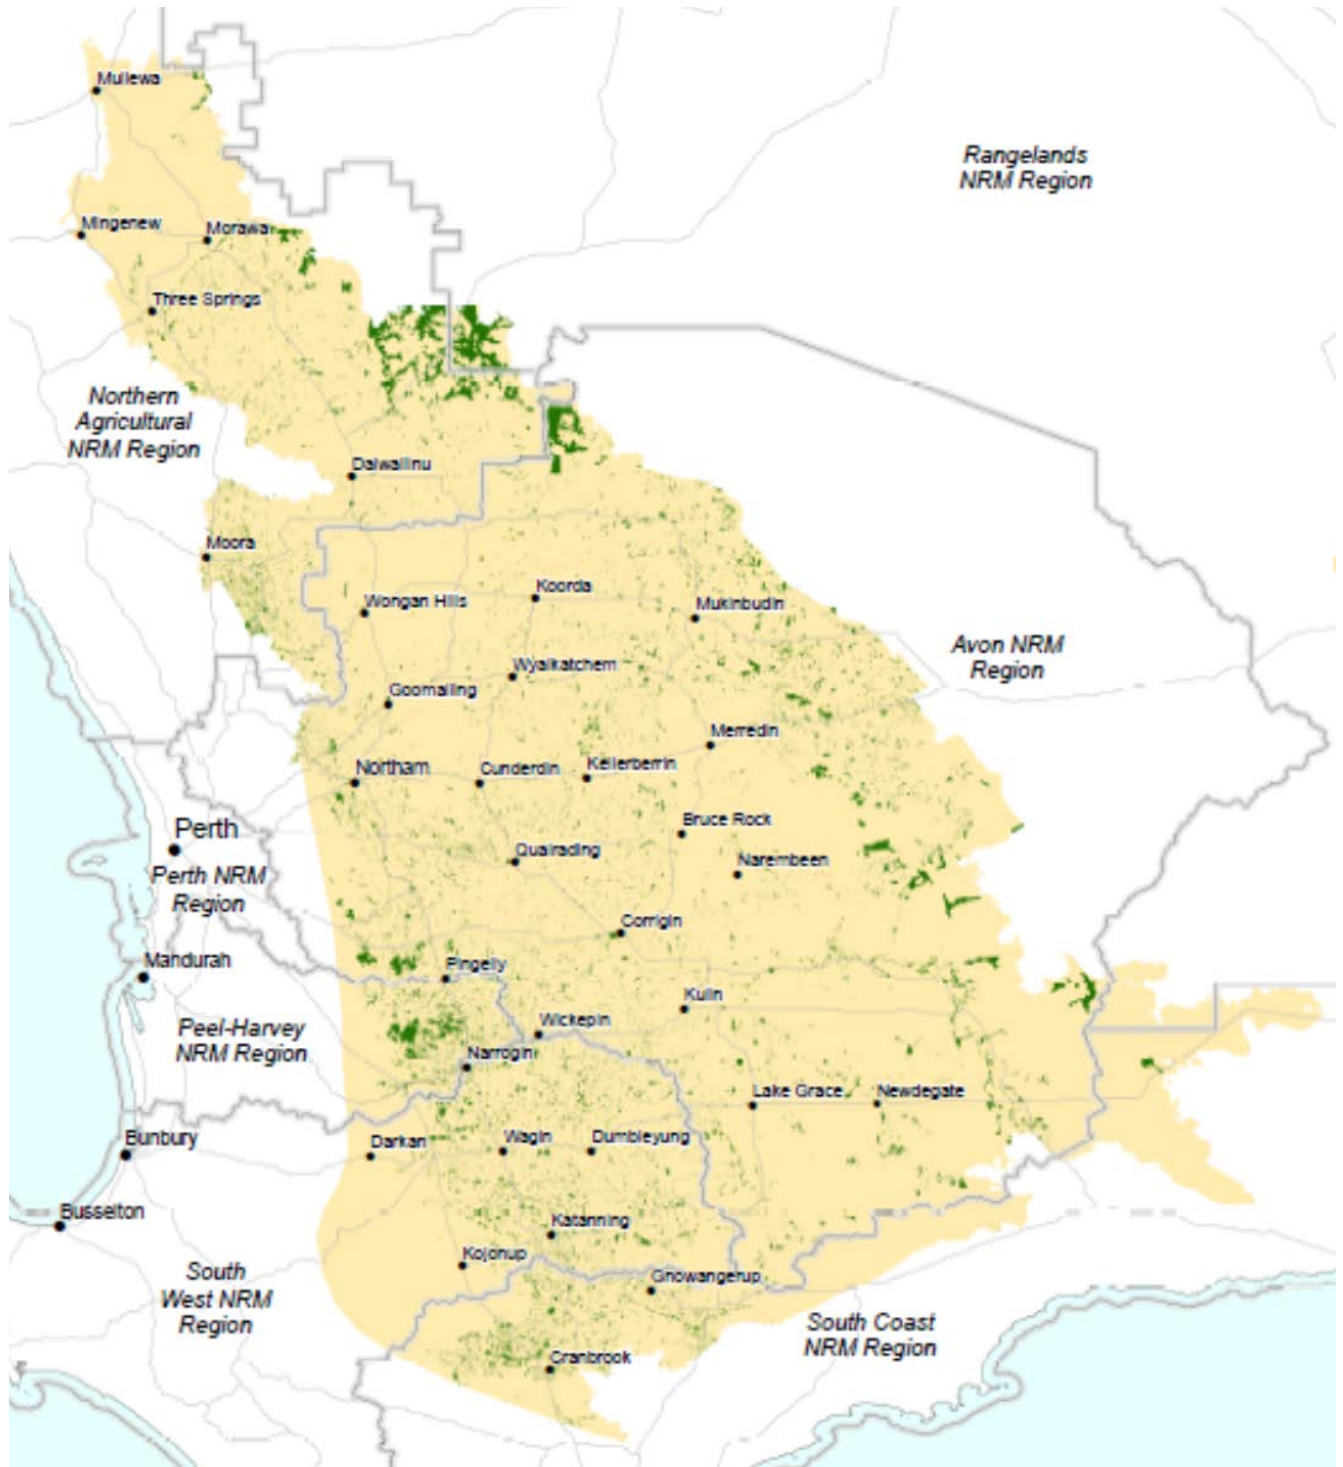 Mullewa
Rangelands
NRM Region
Mingenew
Morawa
Three Springs
Northern
Agricultural
NRM Region
Dalwallinu
Moora
Koorda
Wongan Hills
Mukinbudin
Avon NRM
Region
Wyalkatchem
Goomalling
Merredin
Northam
Cunderdin
Kellerberrin
Perth
Bruce Rock
Quairading
Narembeen
Perth NRM
Region
Corrigin
Mandurah
Pingelly
Kulin
Peel-Harvey
NRM Region
Wickepin
Narrogin
Lake Grace
Newdegate
Bunbury
Darkan
Wagin
Dumbleyung
Busselton
Katanning
Kojonup
South
West NRM
Region
Gnowangerup
South Coast
NRM Region
Cranbrook